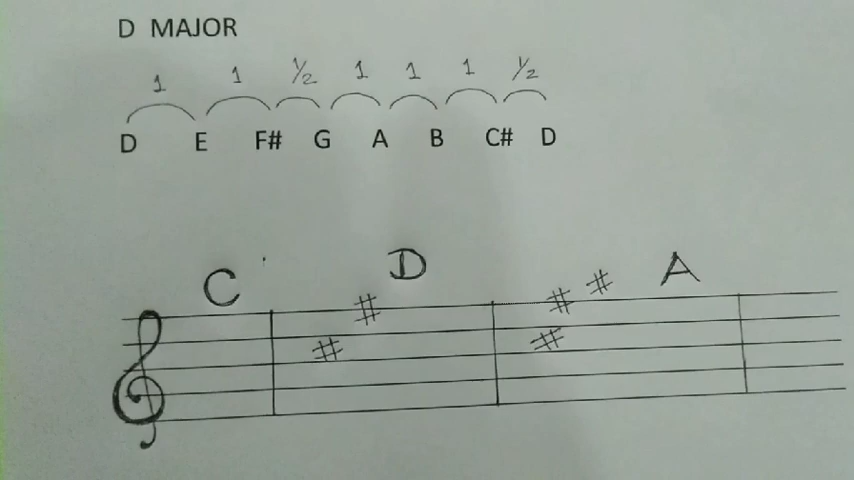 D MAJOR
1 1 ½ 1 1 1 ½
D E F# G A B C# D
C D A
# # # # #